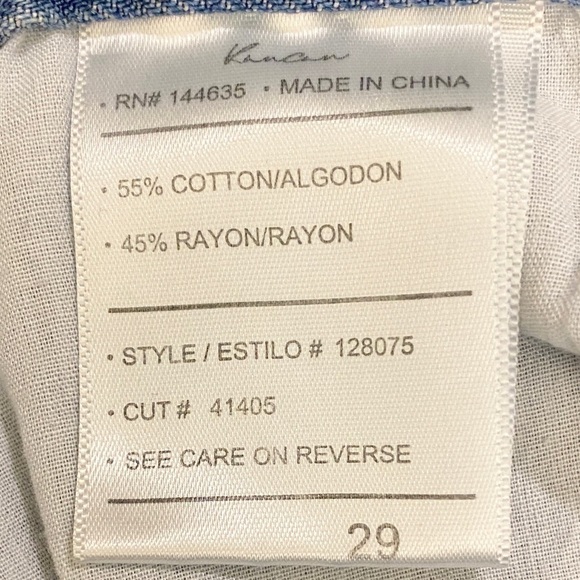 Kancan
• RN# 144635 • MADE IN CHINA
• 55% COTTON/ALGODON
• 45% RAYON/RAYON
• STYLE / ESTILO # 128075
• CUT # 41405
• SEE CARE ON REVERSE
29